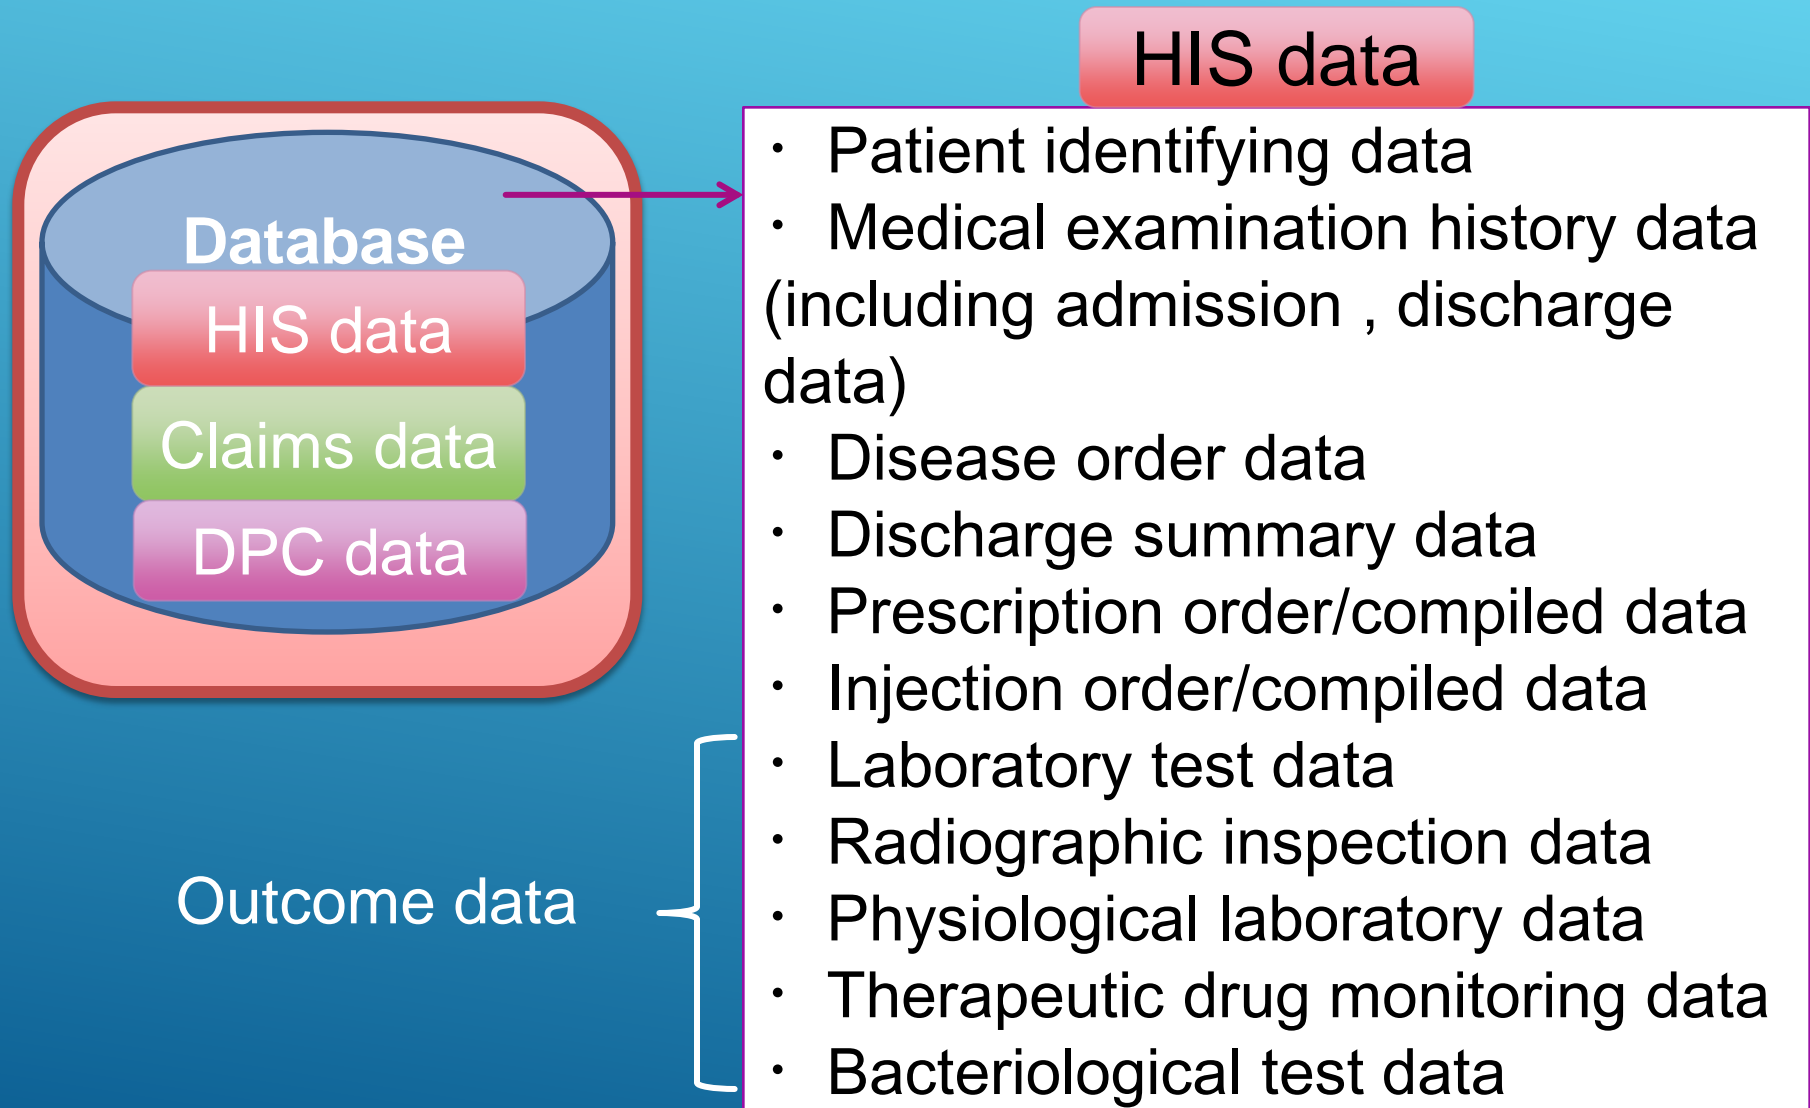 HIS data
Database
HIS data
Claims data
DPC data
・ Patient identifying data
・ Medical examination history data
(including admission , discharge
data)
・ Disease order data
・ Discharge summary data
・ Prescription order/compiled data
・ Injection order/compiled data
・ Laboratory test data
・ Radiographic inspection data
・ Physiological laboratory data
・ Therapeutic drug monitoring data
・ Bacteriological test data
Outcome data